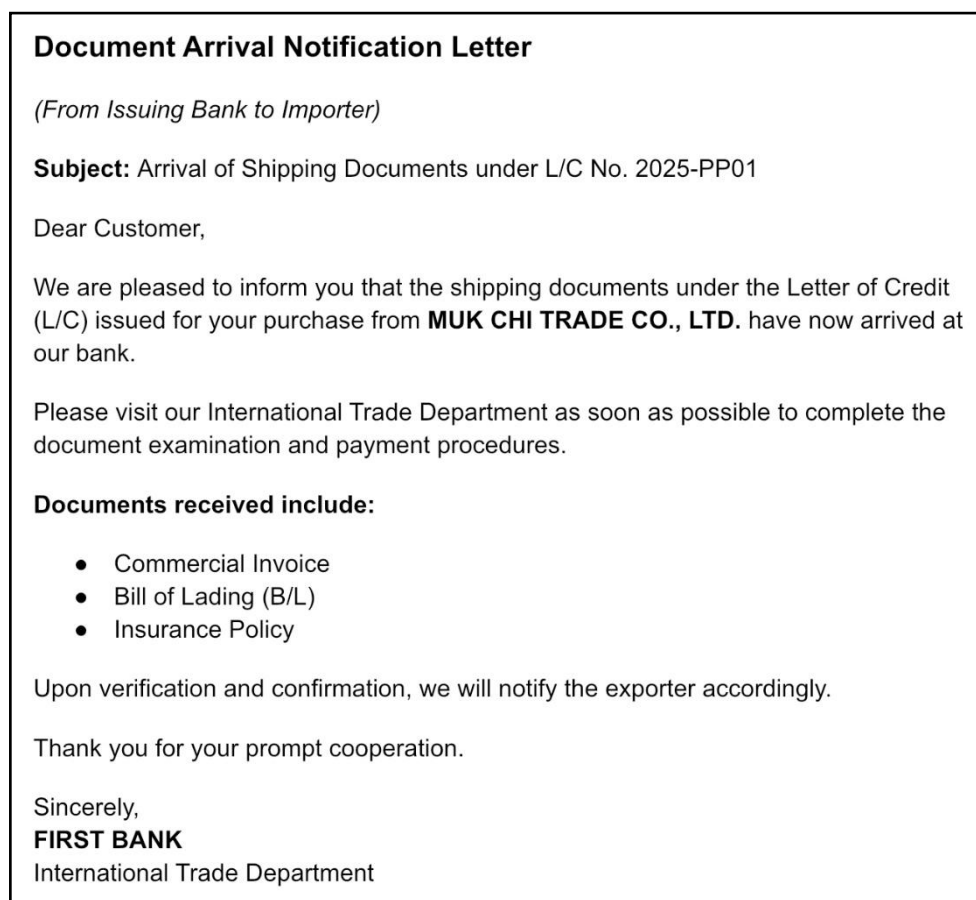 Document Arrival Notification Letter
(From Issuing Bank to Importer)
Subject: Arrival of Shipping Documents under L/C No. 2025-PP01
Dear Customer,
We are pleased to inform you that the shipping documents under the Letter of Credit
(L/C) issued for your purchase from MUK CHI TRADE CO., LTD. have now arrived at
our bank.
Please visit our International Trade Department as soon as possible to complete the
document examination and payment procedures.
Documents received include:
● Commercial Invoice
● Bill of Lading (B/L)
● Insurance Policy
Upon verification and confirmation, we will notify the exporter accordingly.
Thank you for your prompt cooperation.
Sincerely,
FIRST BANK
International Trade Department